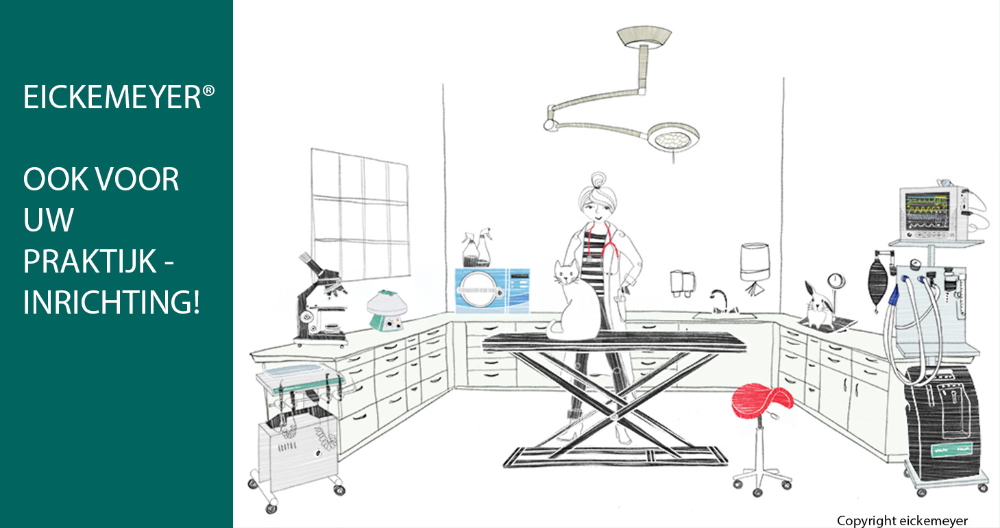 EICKEMEYER®
OOK VOOR
UW
PRAKTIJK -
INRICHTING!
Copyright eickemeyer